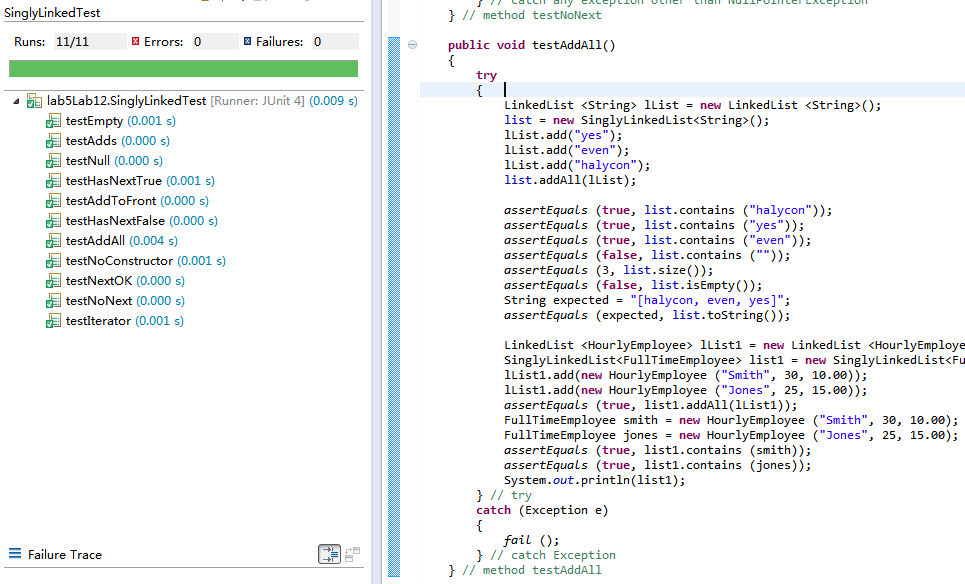 SinglyLinkedTest
Runs: 11/11 Errors: 0 Failures: 0
lab5Lab12.SinglyLinkedTest [Runner: JUnit 4] (0.009 s)
testEmpty (0.001 s)
testAdds (0.000 s)
testNull (0.000 s)
testHasNextTrue (0.001 s)
testAddToFront (0.000 s)
testHasNextFalse (0.000 s)
testAddAll (0.004 s)
testNoConstructor (0.001 s)
testNextOK (0.000 s)
testNoNext (0.000 s)
testIterator (0.001 s)
Failure Trace
} // catch any exception other than NullPointerException
} // method testNoNext
public void testAddAll()
{
try
{
LinkedList <String> lList = new LinkedList <String>();
list = new SinglyLinkedList<String>();
lList.add("yes");
lList.add("even");
lList.add("halycon");
list.addAll(lList);
assertEquals (true, list.contains ("halycon"));
assertEquals (true, list.contains ("yes"));
assertEquals (true, list.contains ("even"));
assertEquals (false, list.contains (""));
assertEquals (3, list.size());
assertEquals (false, list.isEmpty());
String expected = "[halycon, even, yes]";
assertEquals (expected, list.toString());
LinkedList <HourlyEmployee> lList1 = new LinkedList <HourlyEmploye
SinglyLinkedList<FullTimeEmployee> list1 = new SinglyLinkedList<Fu
lList1.add(new HourlyEmployee ("Smith", 30, 10.00));
lList1.add(new HourlyEmployee ("Jones", 25, 15.00));
assertEquals (true, list1.addAll(lList1));
FullTimeEmployee smith = new HourlyEmployee ("Smith", 30, 10.00);
FullTimeEmployee jones = new HourlyEmployee ("Jones", 25, 15.00);
assertEquals (true, list1.contains (smith));
assertEquals (true, list1.contains (jones));
System.out.println(list1);
} // try
catch (Exception e)
{
fail ();
} // catch Exception
} // method testAddAll